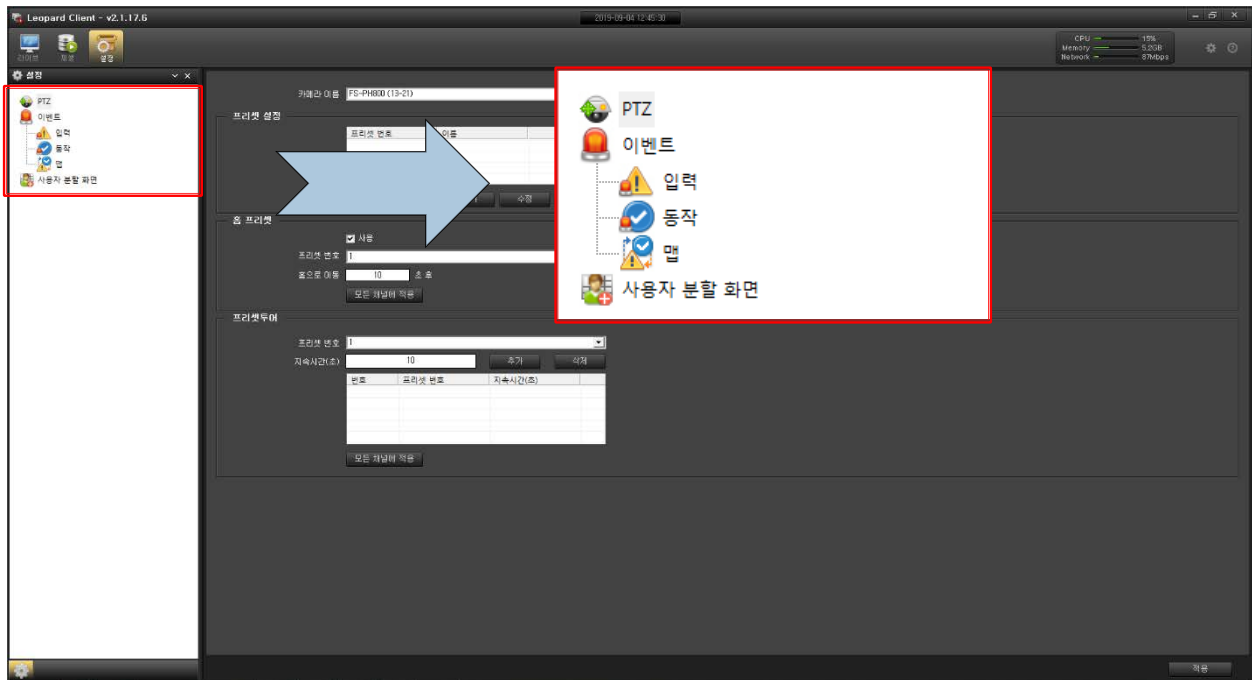 Leopard Client - v2.1.17.6
2019-09-04 12:45:30
라이브
재생
설정
CPU 15%
Memory 5.2GB
Network 87Mbps
설정
PTZ
이벤트
입력
동작
맵
사용자 분할 화면
카메라 이름 FS-PH800 (13-21)
프리셋 설정
프리셋 번호 이름
수정
홈 프리셋
사용
프리셋 번호 1
홈으로 이동 10 초 후
모든 채널에 적용
프리셋투어
프리셋 번호 1
지속시간(초) 10 추가 삭제
번호 프리셋 번호 지속시간(초)
모든 채널에 적용
PTZ
이벤트
입력
동작
맵
사용자 분할 화면
적용